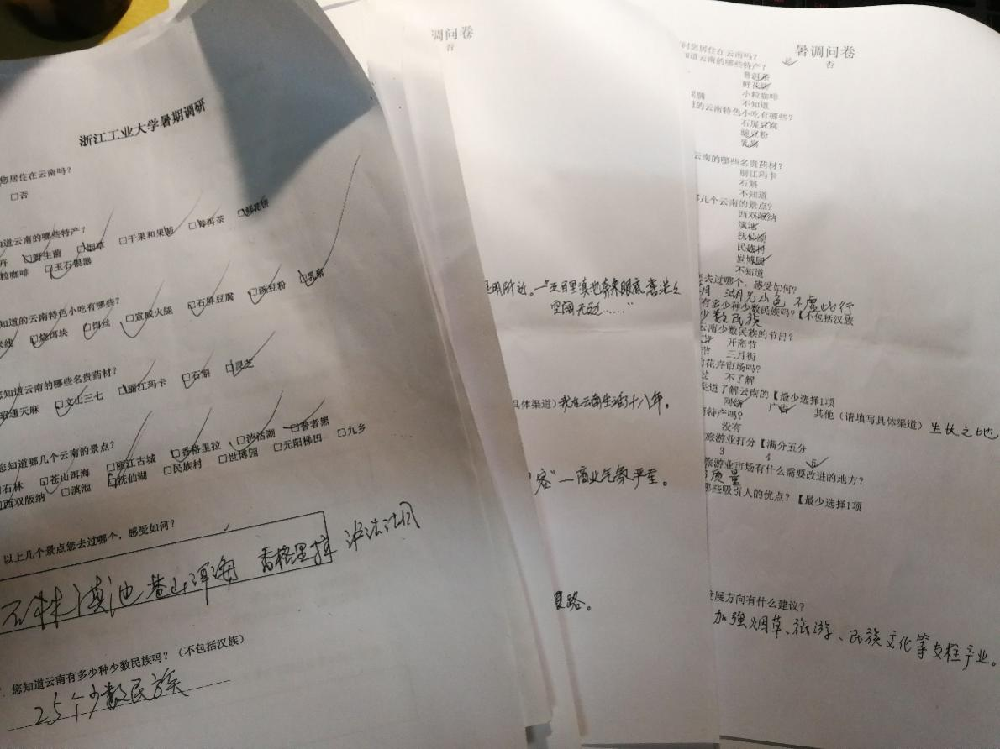 浙江工业大学暑期调研
您居住在云南吗?
□否
知道云南的哪些特产?
□野生菌 □烟草 □干果和果脯 □普洱茶 □鲜花饼
粒咖啡 □玉石银器
知道的云南特色小吃有哪些?
米线 □烧饵块 □饵丝 □宣威火腿 □石屏豆腐 □豌豆粉 □乳扇
您知道云南的哪些名贵药材?
昭通天麻 □文山三七 □丽江玛卡 □石斛 □灵芝
您知道哪几个云南的景点?
□石林 □苍山洱海 □丽江古城 □香格里拉 □泸沽湖 □普者黑
□西双版纳 □滇池 □抚仙湖 □民族村 □世博园 □元阳梯田 □九乡
以上几个景点您去过哪个，感受如何?
石林 滇池 苍山洱海 香格里拉
您知道云南有多少种少数民族吗?（不包括汉族）
25个少数民族
调问卷
否
昆明附近。—"五百里滇池奔来眼底 喜茫茫
空阔无边……"
具体渠道）我在云南生活了十八年。
客"—商业气氛严重。
复路。
暑调问卷
问您居住在云南吗?
是 否
知道云南的哪些特产?
普洱茶
鲜花饼
小粒咖啡
不知道
的云南特色小吃有哪些?
石屏豆腐
豌豆粉
乳扇
云南的哪些名贵药材?
丽江玛卡
石斛
不知道
哪几个云南的景点?
西双版纳
滇池
抚仙湖
民族村
世博园
不知道
去过哪个，感受如何?
湖光山色 不虚此行
有多少种少数民族吗?【不包括汉族
少数民族
云南少数民族的节日?
开斋节
三月街
花卉市场吗?
不了解
渠道了解云南的【最少选择1项
网络 广告 其他（请填写具体渠道）生长之地
特产吗?
没有
旅游业打分【满分五分
3 4 5
旅游业市场有什么需要改进的地方?
质量
哪些吸引人的优点?【最少选择1项
发展方向有什么建议?
加强烟草、旅游、民族文化等支柱产业。